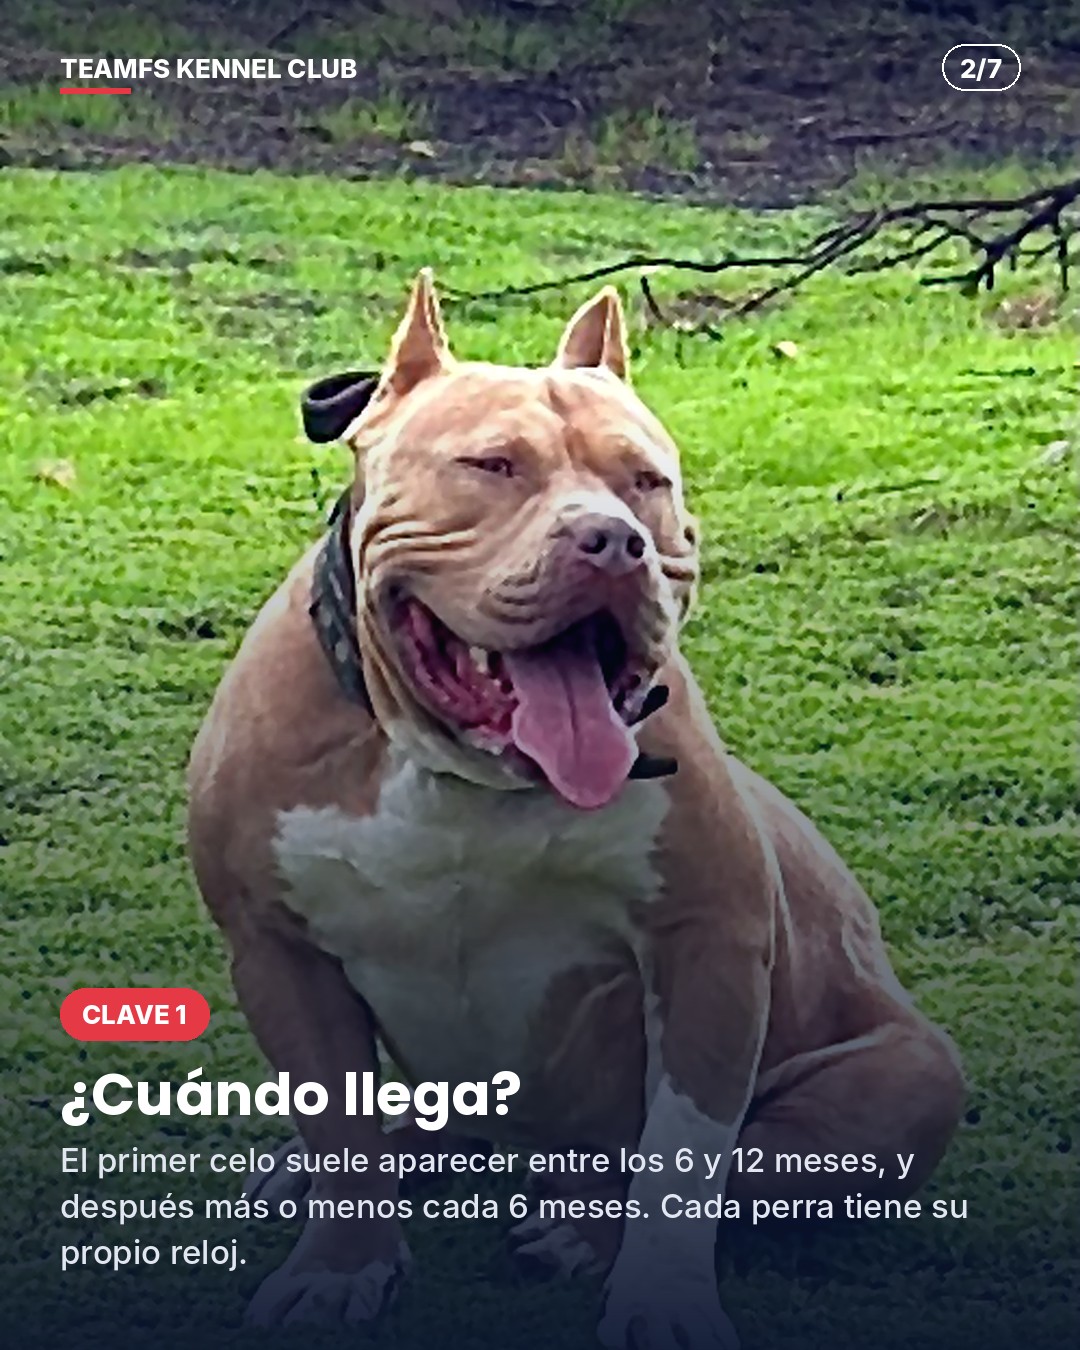 TEAMFS KENNEL CLUB
2/7
CLAVE 1
¿Cuándo llega?
El primer celo suele aparecer entre los 6 y 12 meses, y
después más o menos cada 6 meses. Cada perra tiene su
propio reloj.